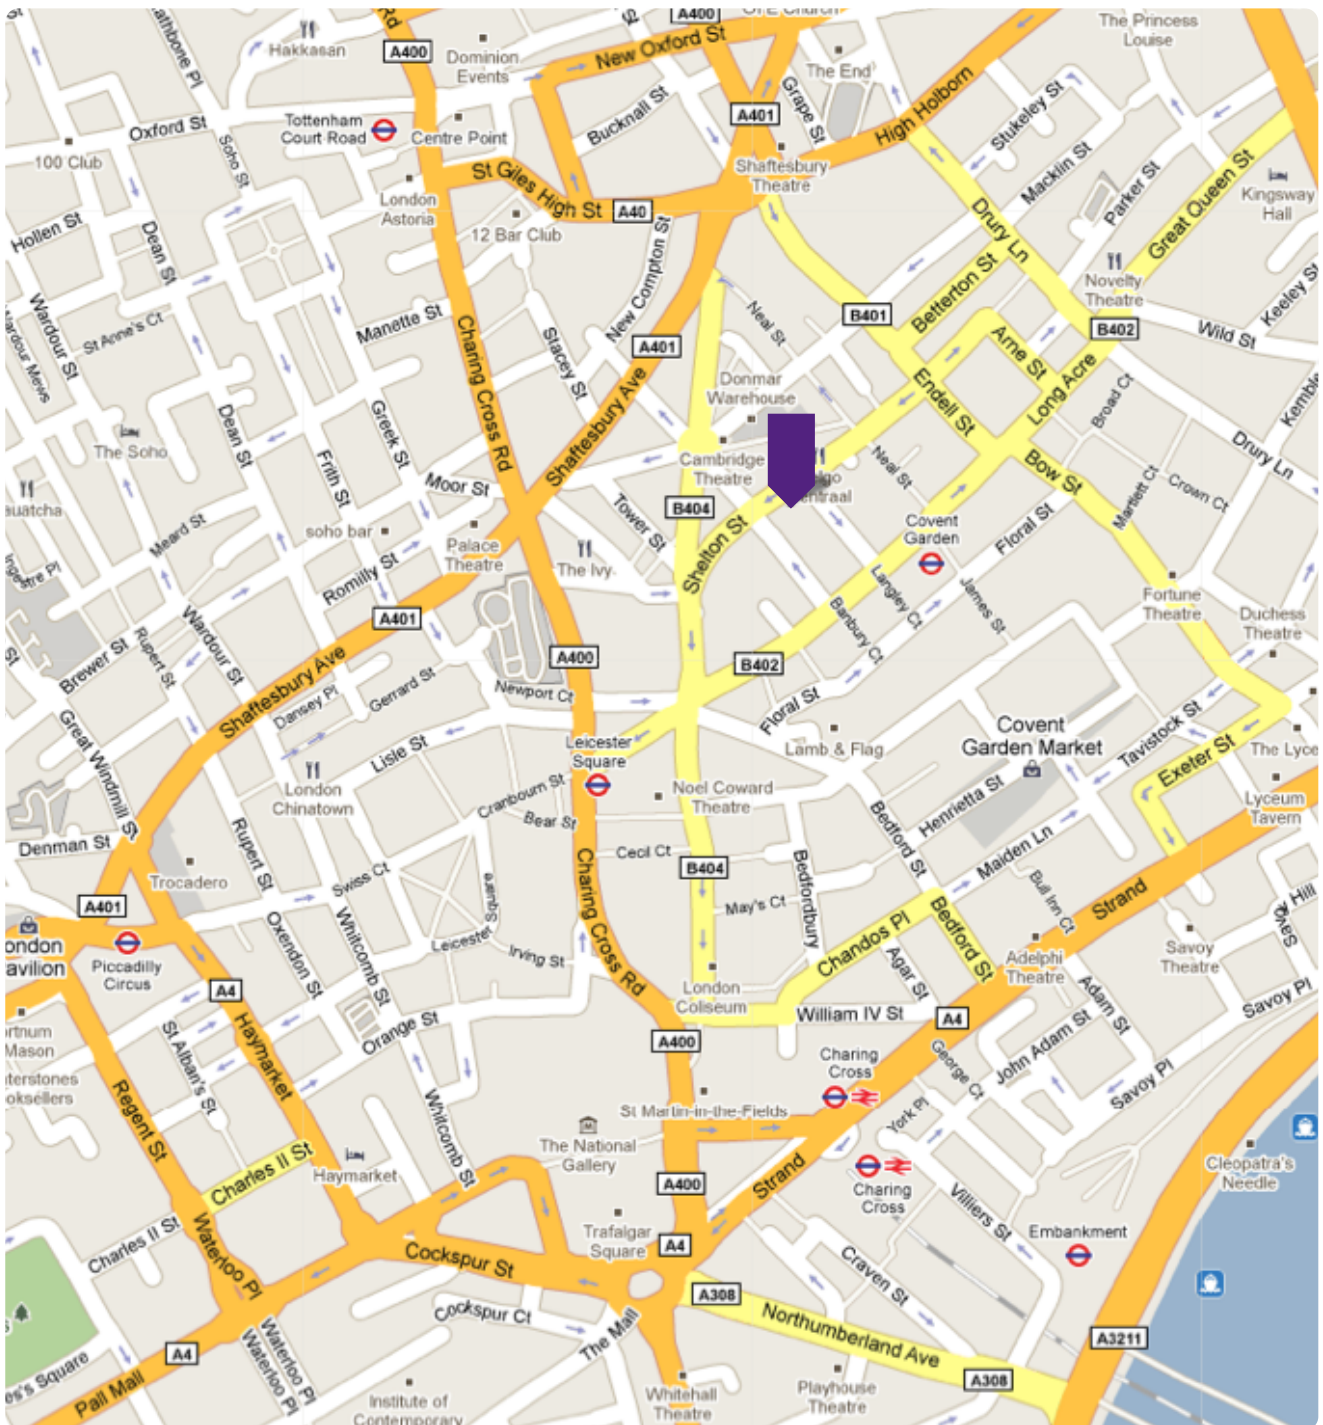 A400
Hakkasan
A400
Dominion
Events
New Oxford St
The End
The Princess
Louise
Grape St
A401
High Holborn
Stukeley St
Bucknall St
Tottenham
Court Road
Centre Point
Oxford St
100 Club
Soho St
St Giles High St
Shaftesbury
Theatre
Macklin St
Parker St
Great Queen St
Kingsway
Hall
London
Astoria
A40
12 Bar Club
Hollen St
Dean St
Drury Ln
New Compton St
Betterton St
Novelty
Theatre
Keeley St
Wardour St
St Anne's Ct
Manette St
Neal St
B401
B402
Wild St
Wardour Mews
Charing Cross Rd
Stacey St
A401
Arne St
Donmar
Warehouse
Endell St
Long Acre
Broad Ct
Dean St
Greek St
Shaftesbury Ave
The Soho
Frith St
Moor St
Cambridge
Theatre
Neal St
Bow St
Drury Ln
Martlett Ct
Crown Ct
B404
Tower St
Covent
Garden
Floral St
Meard St
soho bar
Palace
Theatre
The Ivy
Shelton St
Romilly St
Langley Ct
James St
Banbury Ct
Fortune
Theatre
Duchess
Theatre
A401
Wardour St
Rupert St
Brewer St
A400
B402
Shaftesbury Ave
Dansey Pl
Gerrard St
Newport Ct
Floral St
Great Windmill St
Lisle St
Leicester
Square
Lamb & Flag
Covent
Garden Market
Tavistock St
Exeter St
London
Chinatown
Cranbourn St
Noel Coward
Theatre
Henrietta St
Lyceum
Tavern
Bear St
Bedford St
Denman St
Rupert St
Cecil Ct
Maiden Ln
Trocadero
Swiss Ct
Charing Cross Rd
B404
Bedfordbury
Bull Inn Ct
Strand
A401
May's Ct
Leicester Square
Chandos Pl
Bedford St
Oxendon St
Whitcomb St
Irving St
Agar St
Adelphi
Theatre
Savoy
Theatre
Piccadilly
Circus
A4
London
Coliseum
Adam St
Savoy Pl
William IV St
A4
St Alban's St
Haymarket
Orange St
A400
Charing
Cross
George Ct
John Adam St
Regent St
Savoy Pl
Whitcomb St
St Martin-in-the-Fields
York Pl
The National
Gallery
Charles II St
Haymarket
A400
Strand
Charing
Cross
Cleopatra's
Needle
Villiers St
Charles II St
Waterloo Pl
Trafalgar
Square
A4
Embankment
Cockspur St
Craven St
A308
Cockspur Ct
The Mall
Northumberland Ave
A3211
A4
Waterloo Pl
Waterloo Pl
A308
Pall Mall
Institute of
Contemporary
Whitehall
Theatre
Playhouse
Theatre